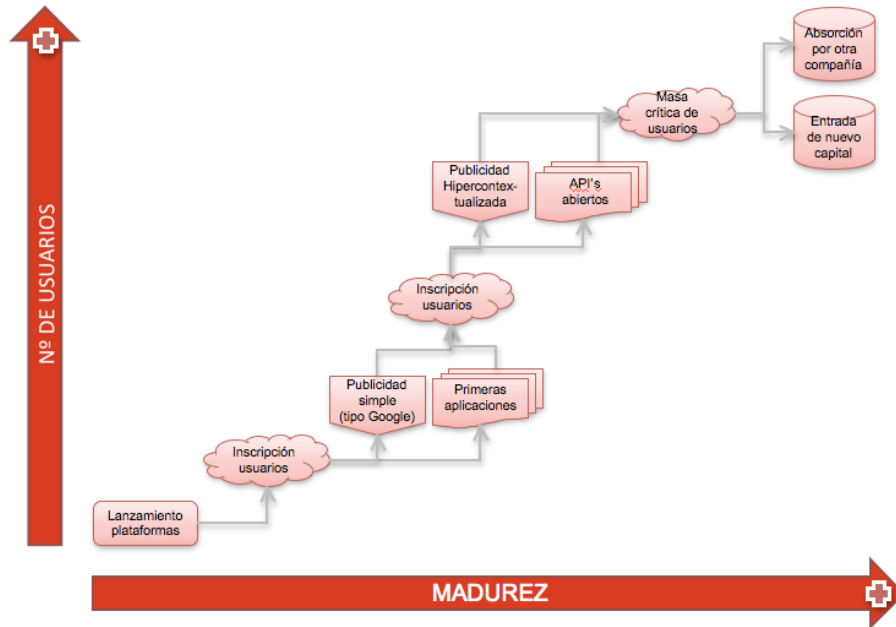 Absorción
por otra
compañía
Masa
crítica de
usuarios
Entrada
de nuevo
capital
Publicidad
Hipercontex-
tualizada
API's
abiertos
Nº DE USUARIOS
Inscripción
usuarios
Publicidad
simple
(tipo Google)
Primeras
aplicaciones
Inscripción
usuarios
Lanzamiento
plataformas
MADUREZ